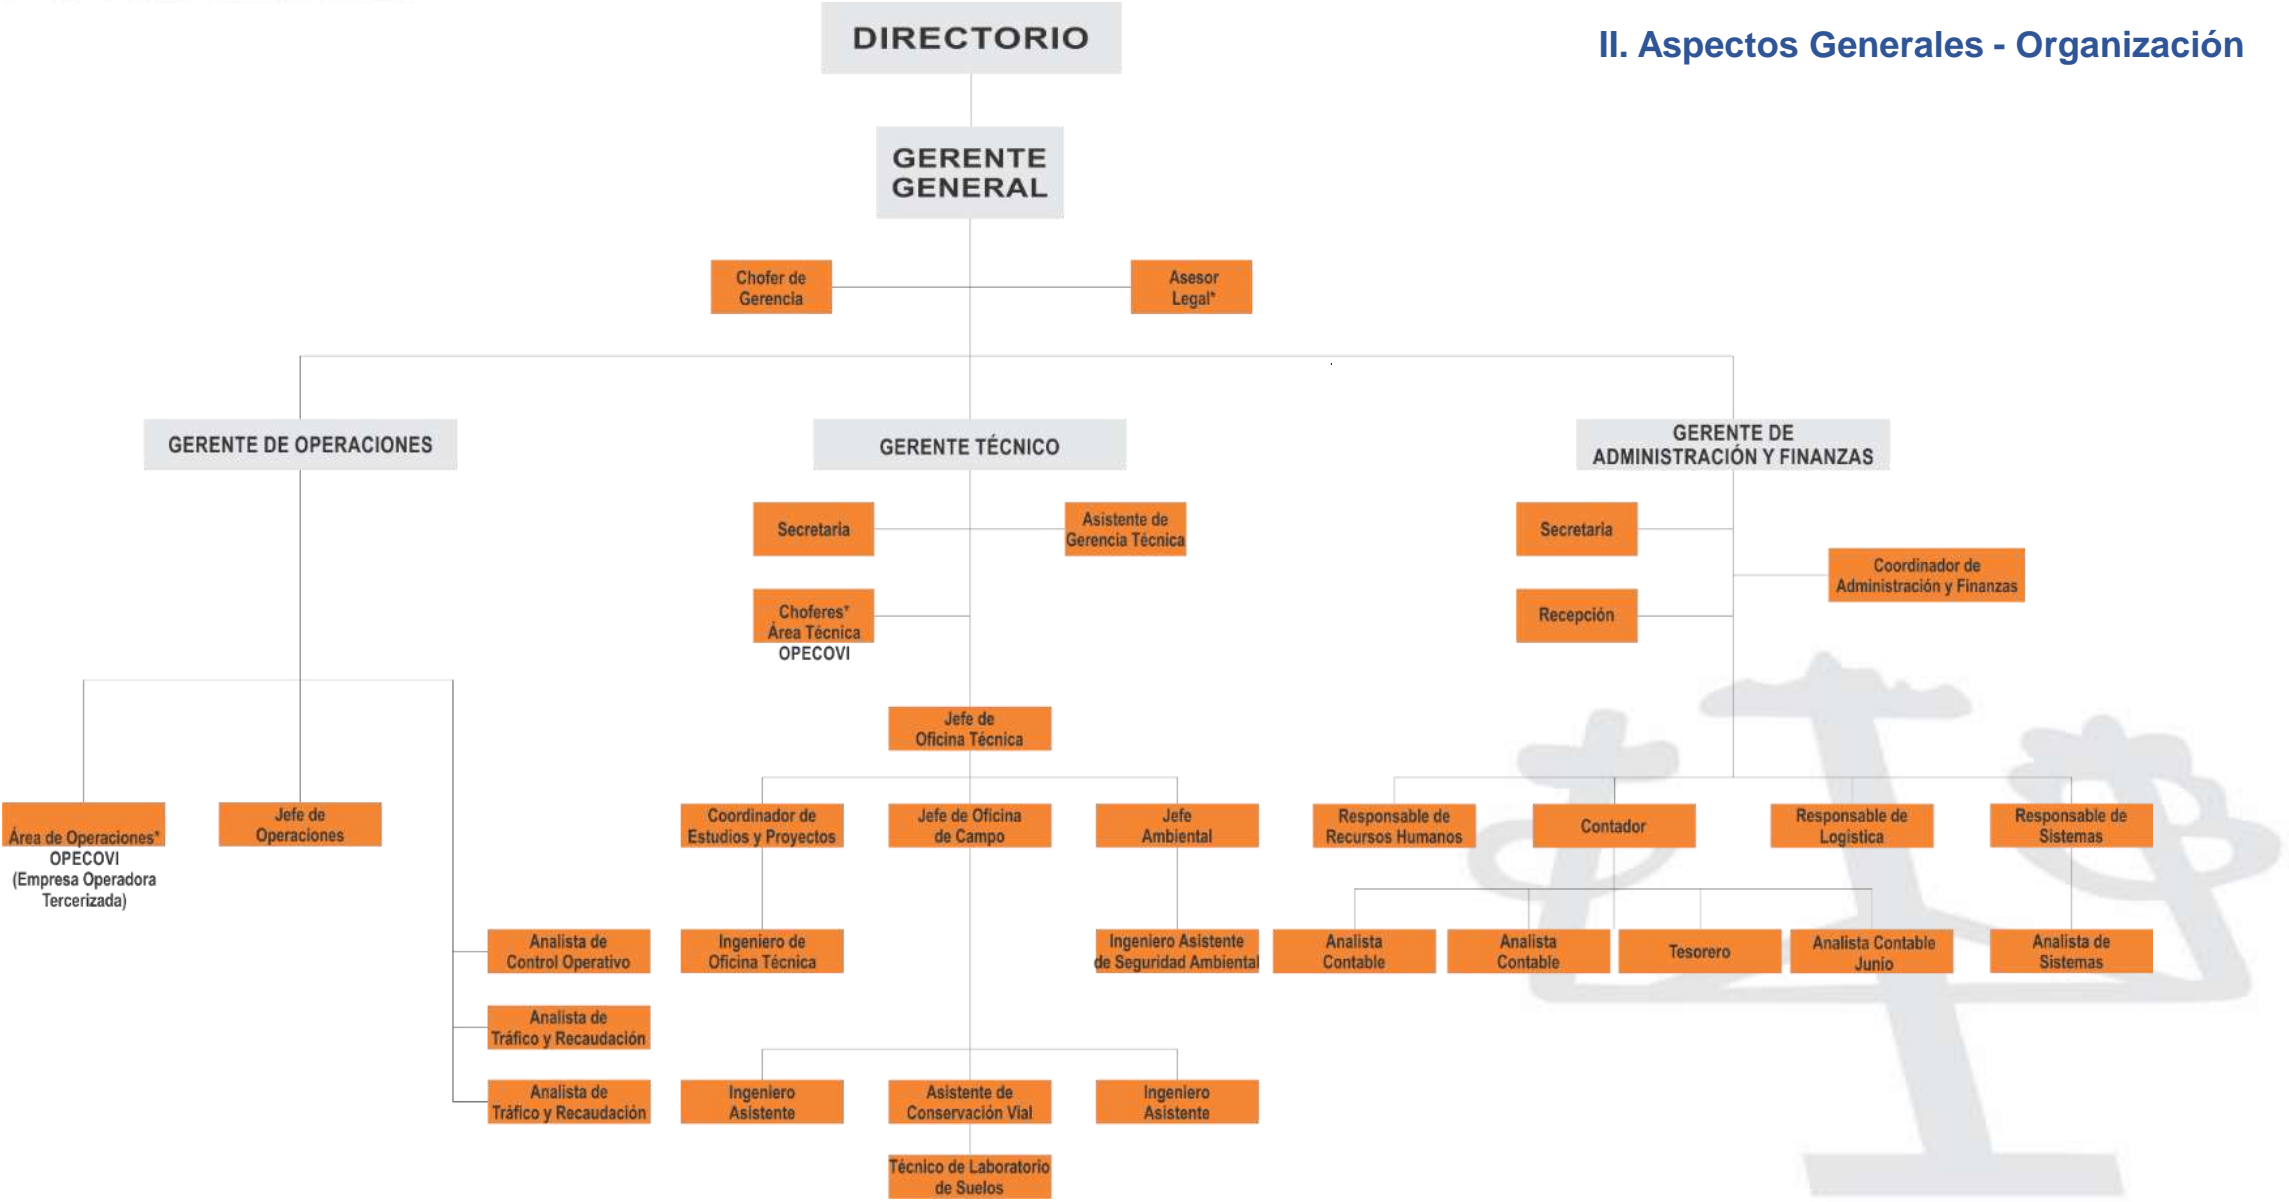 II. Aspectos Generales - Organización
DIRECTORIO
GERENTE
GENERAL
Chofer de
Gerencia
Asesor
Legal*
GERENTE DE OPERACIONES
GERENTE TÉCNICO
GERENTE DE
ADMINISTRACIÓN Y FINANZAS
Secretaria
Asistente de
Gerencia Técnica
Secretaria
Coordinador de
Administración y Finanzas
Choferes*
Área Técnica
OPECOVI
Recepción
Jefe de
Oficina Técnica
Área de Operaciones*
OPECOVI
(Empresa Operadora
Tercerizada)
Jefe de
Operaciones
Coordinador de
Estudios y Proyectos
Jefe de Oficina
de Campo
Jefe
Ambiental
Responsable de
Recursos Humanos
Contador
Responsable de
Logística
Responsable de
Sistemas
Analista de
Control Operativo
Ingeniero de
Oficina Técnica
Ingeniero Asistente
de Seguridad Ambiental
Analista
Contable
Analista
Contable
Tesorero
Analista Contable
Junio
Analista de
Sistemas
Analista de
Tráfico y Recaudación
Analista de
Tráfico y Recaudación
Ingeniero
Asistente
Asistente de
Conservación Vial
Ingeniero
Asistente
Técnico de Laboratorio
de Suelos